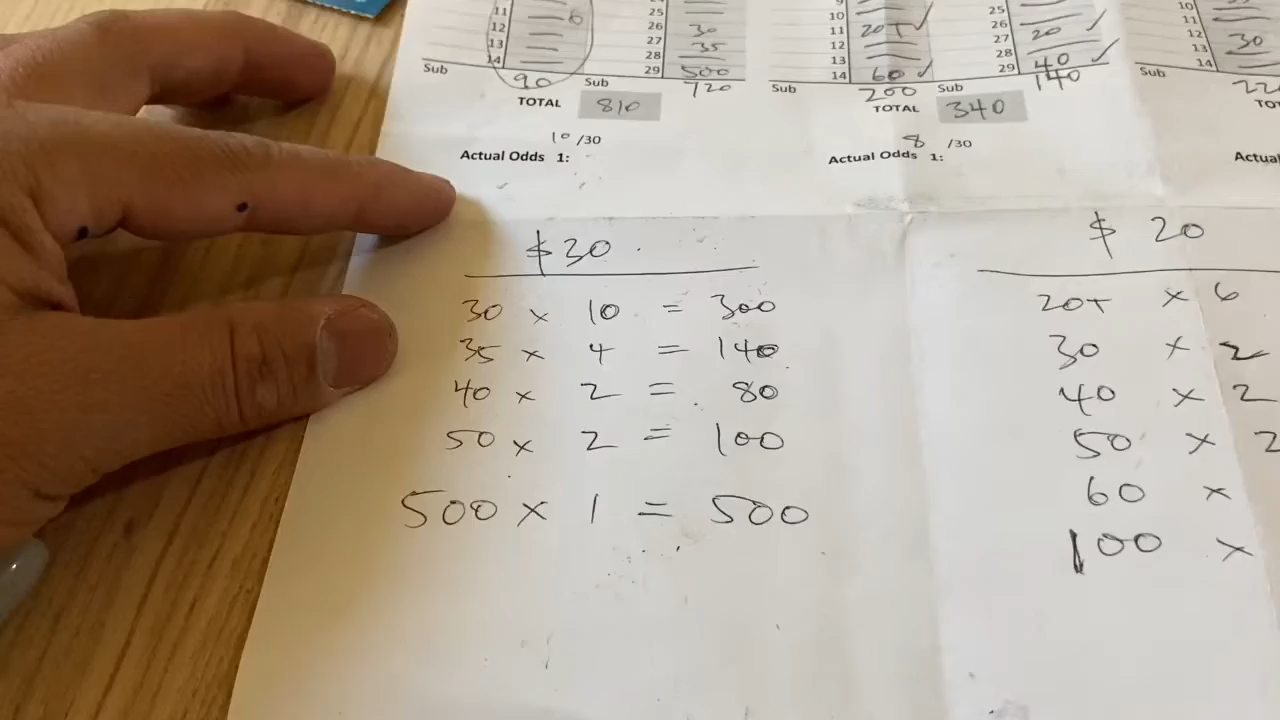 11
12
13
14
Sub
90
25
26 30
27 35
28
29 500
Sub
720
TOTAL 810
10 /30
Actual Odds 1:
10
11 20+
12
13
14 60
Sub
200
25
26
27 20
28
29 40
Sub
140
TOTAL 340
8 /30
Actual Odds 1:
10
11
12 30
13
14
Sub
Actual
$30
30 x 10 = 300
35 x 4 = 140
40 x 2 = 80
50 x 2 = 100
500 x 1 = 500
$ 20
20+ x 6
30 x 2
40 x 2
50 x 2
60 x
100 x